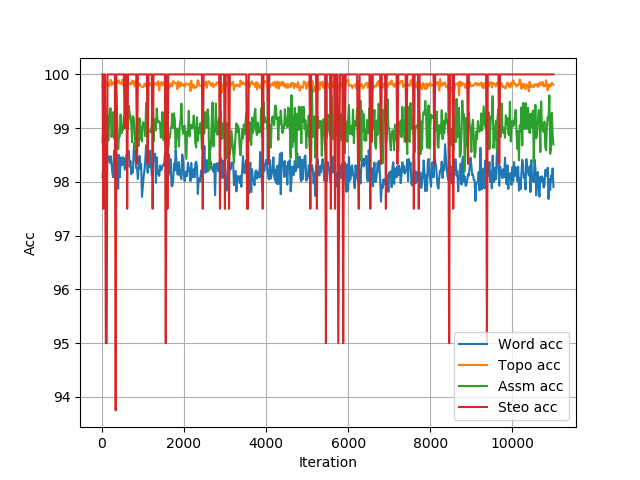 100
99
98
97
96
95
94
Acc
0
2000
4000
6000
8000
10000
Iteration
Word acc
Topo acc
Assm acc
Steo acc